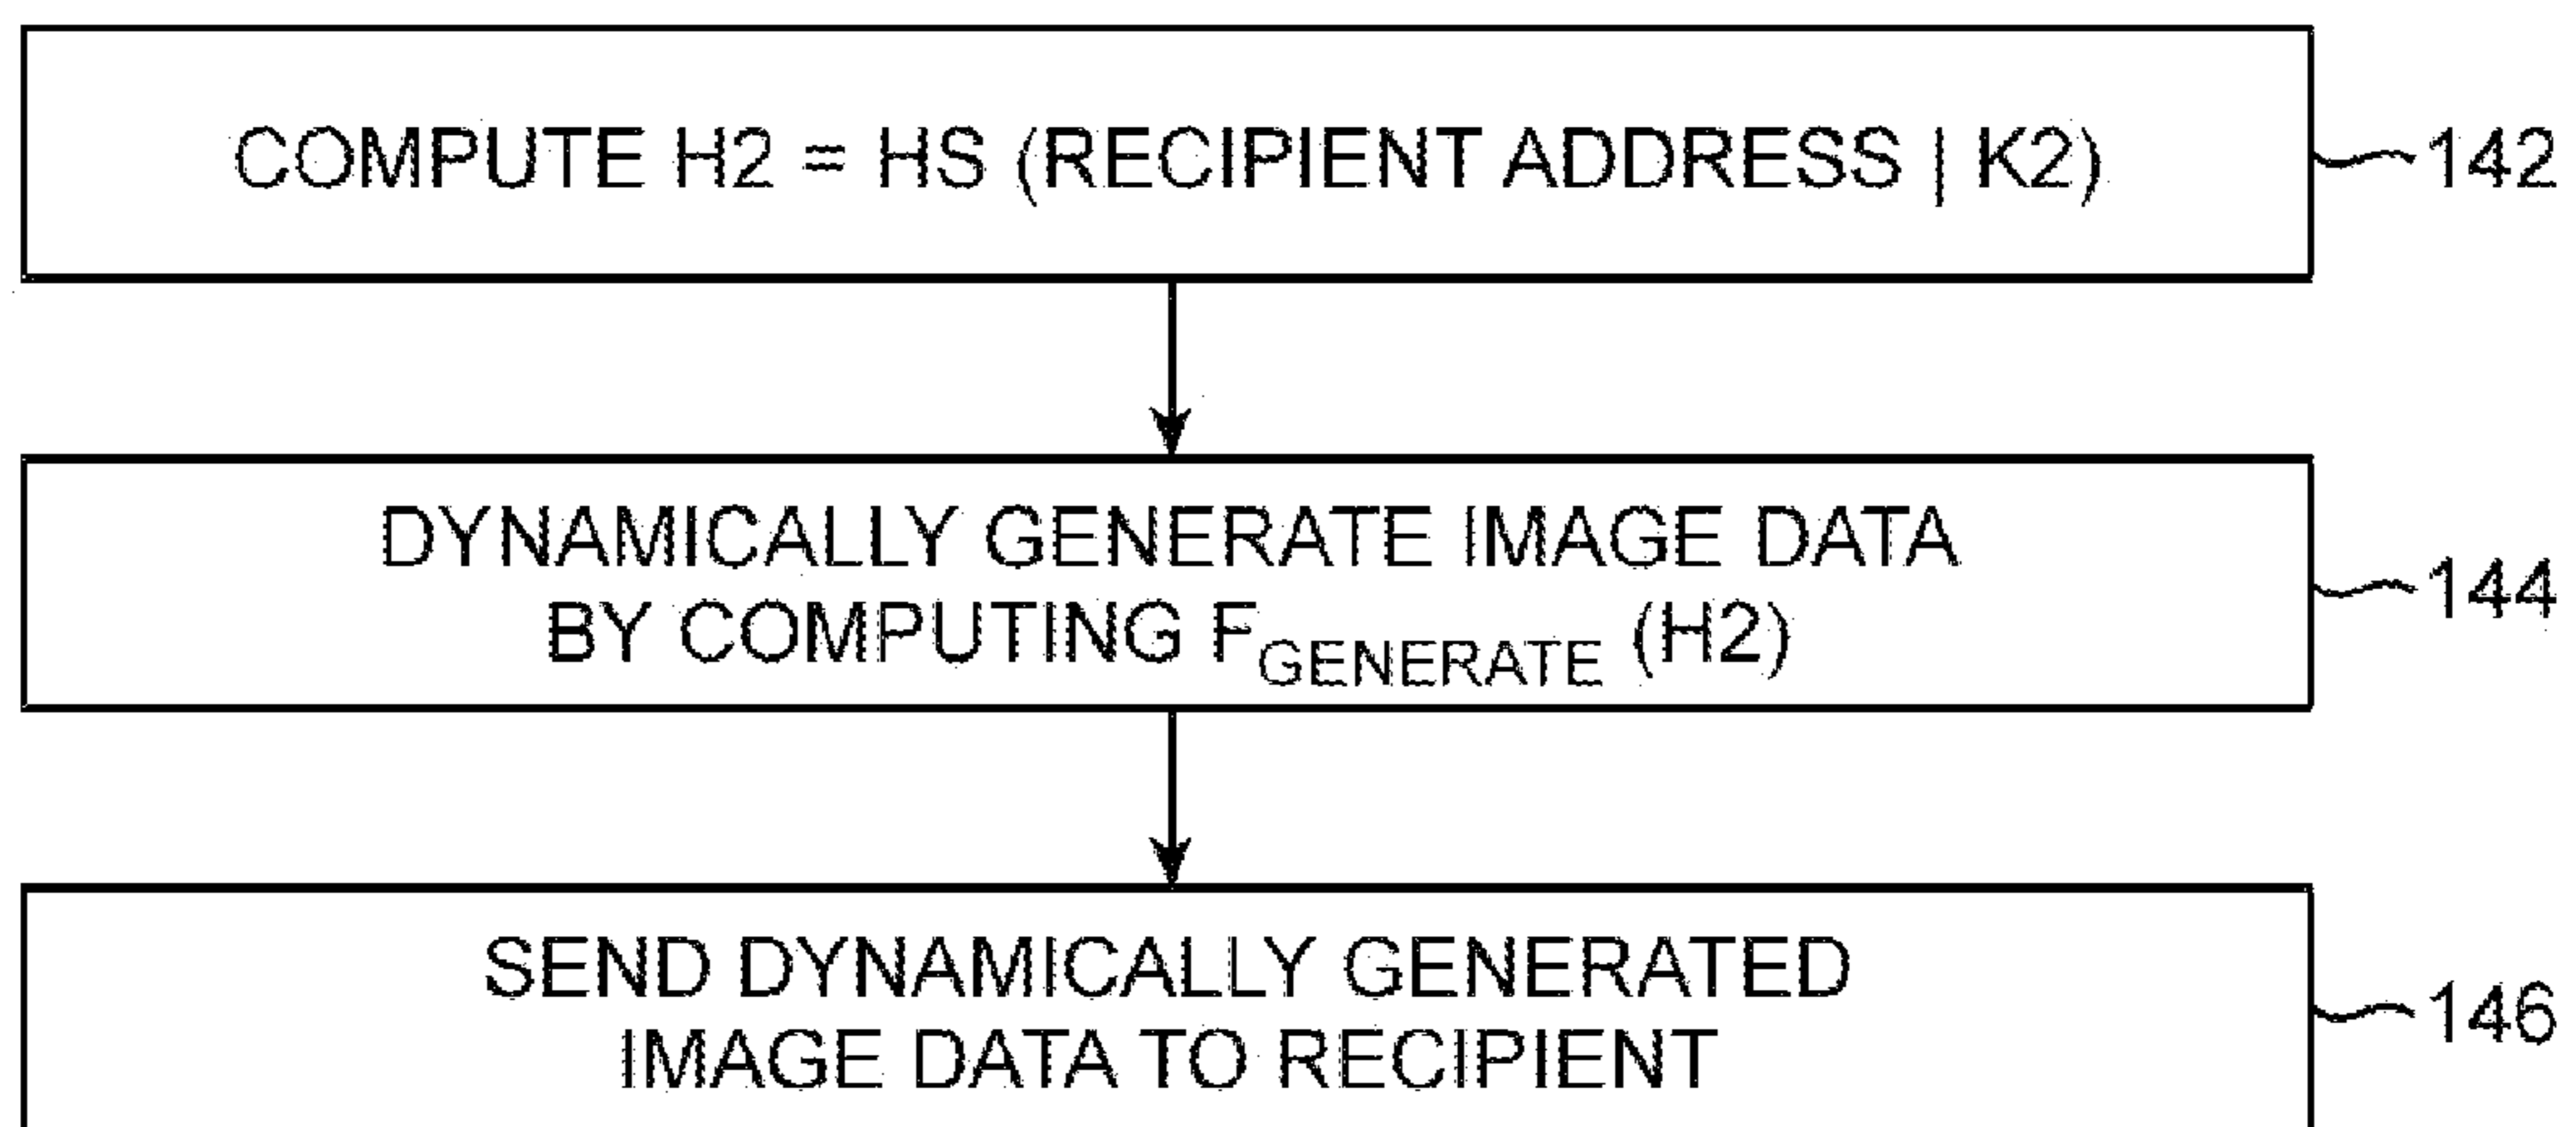 COMPUTE H2 = HS (RECIPIENT ADDRESS | K2)
142
DYNAMICALLY GENERATE IMAGE DATA
BY COMPUTING FGENERATE (H2)
144
SEND DYNAMICALLY GENERATED
IMAGE DATA TO RECIPIENT
146